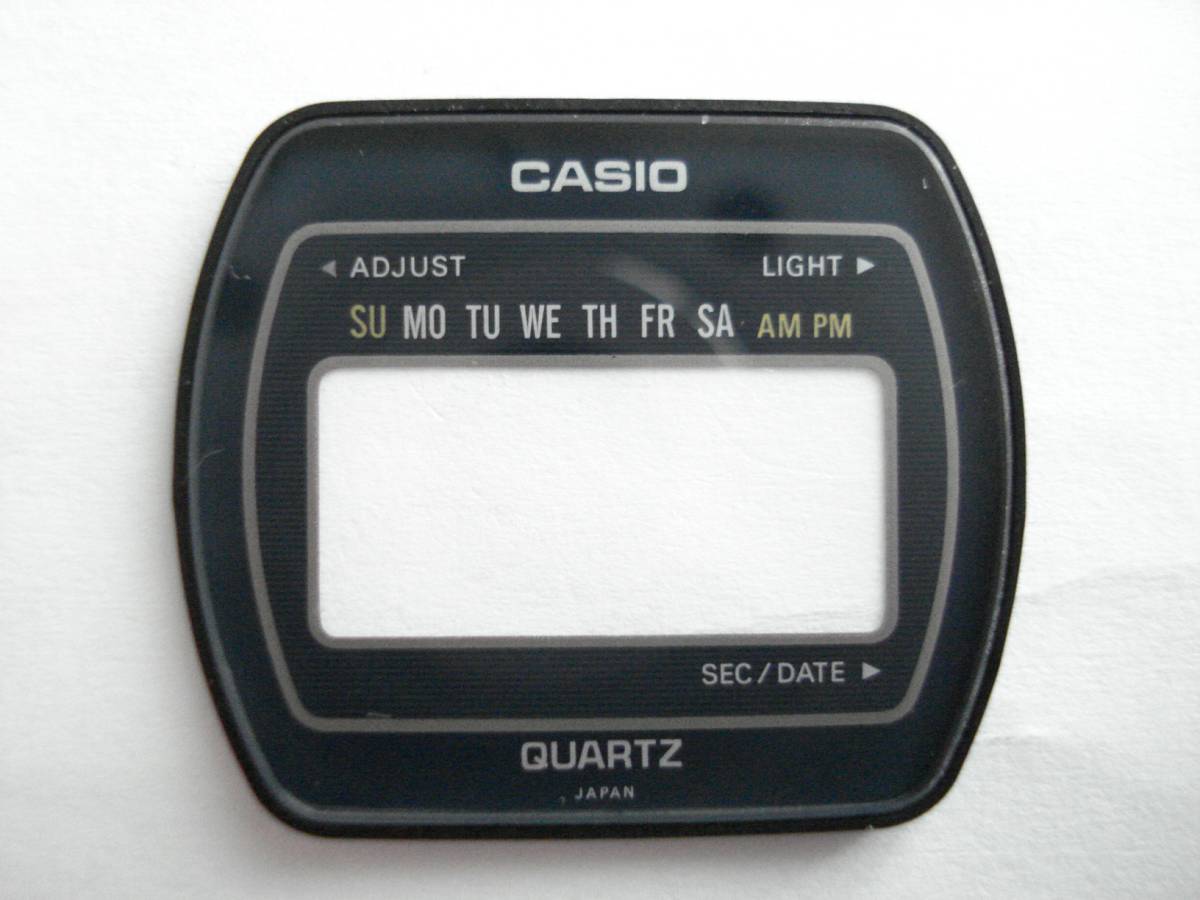 CASIO
◀ ADJUST LIGHT ▶
SU MO TU WE TH FR SA AM PM
SEC/DATE ▶
QUARTZ
JAPAN